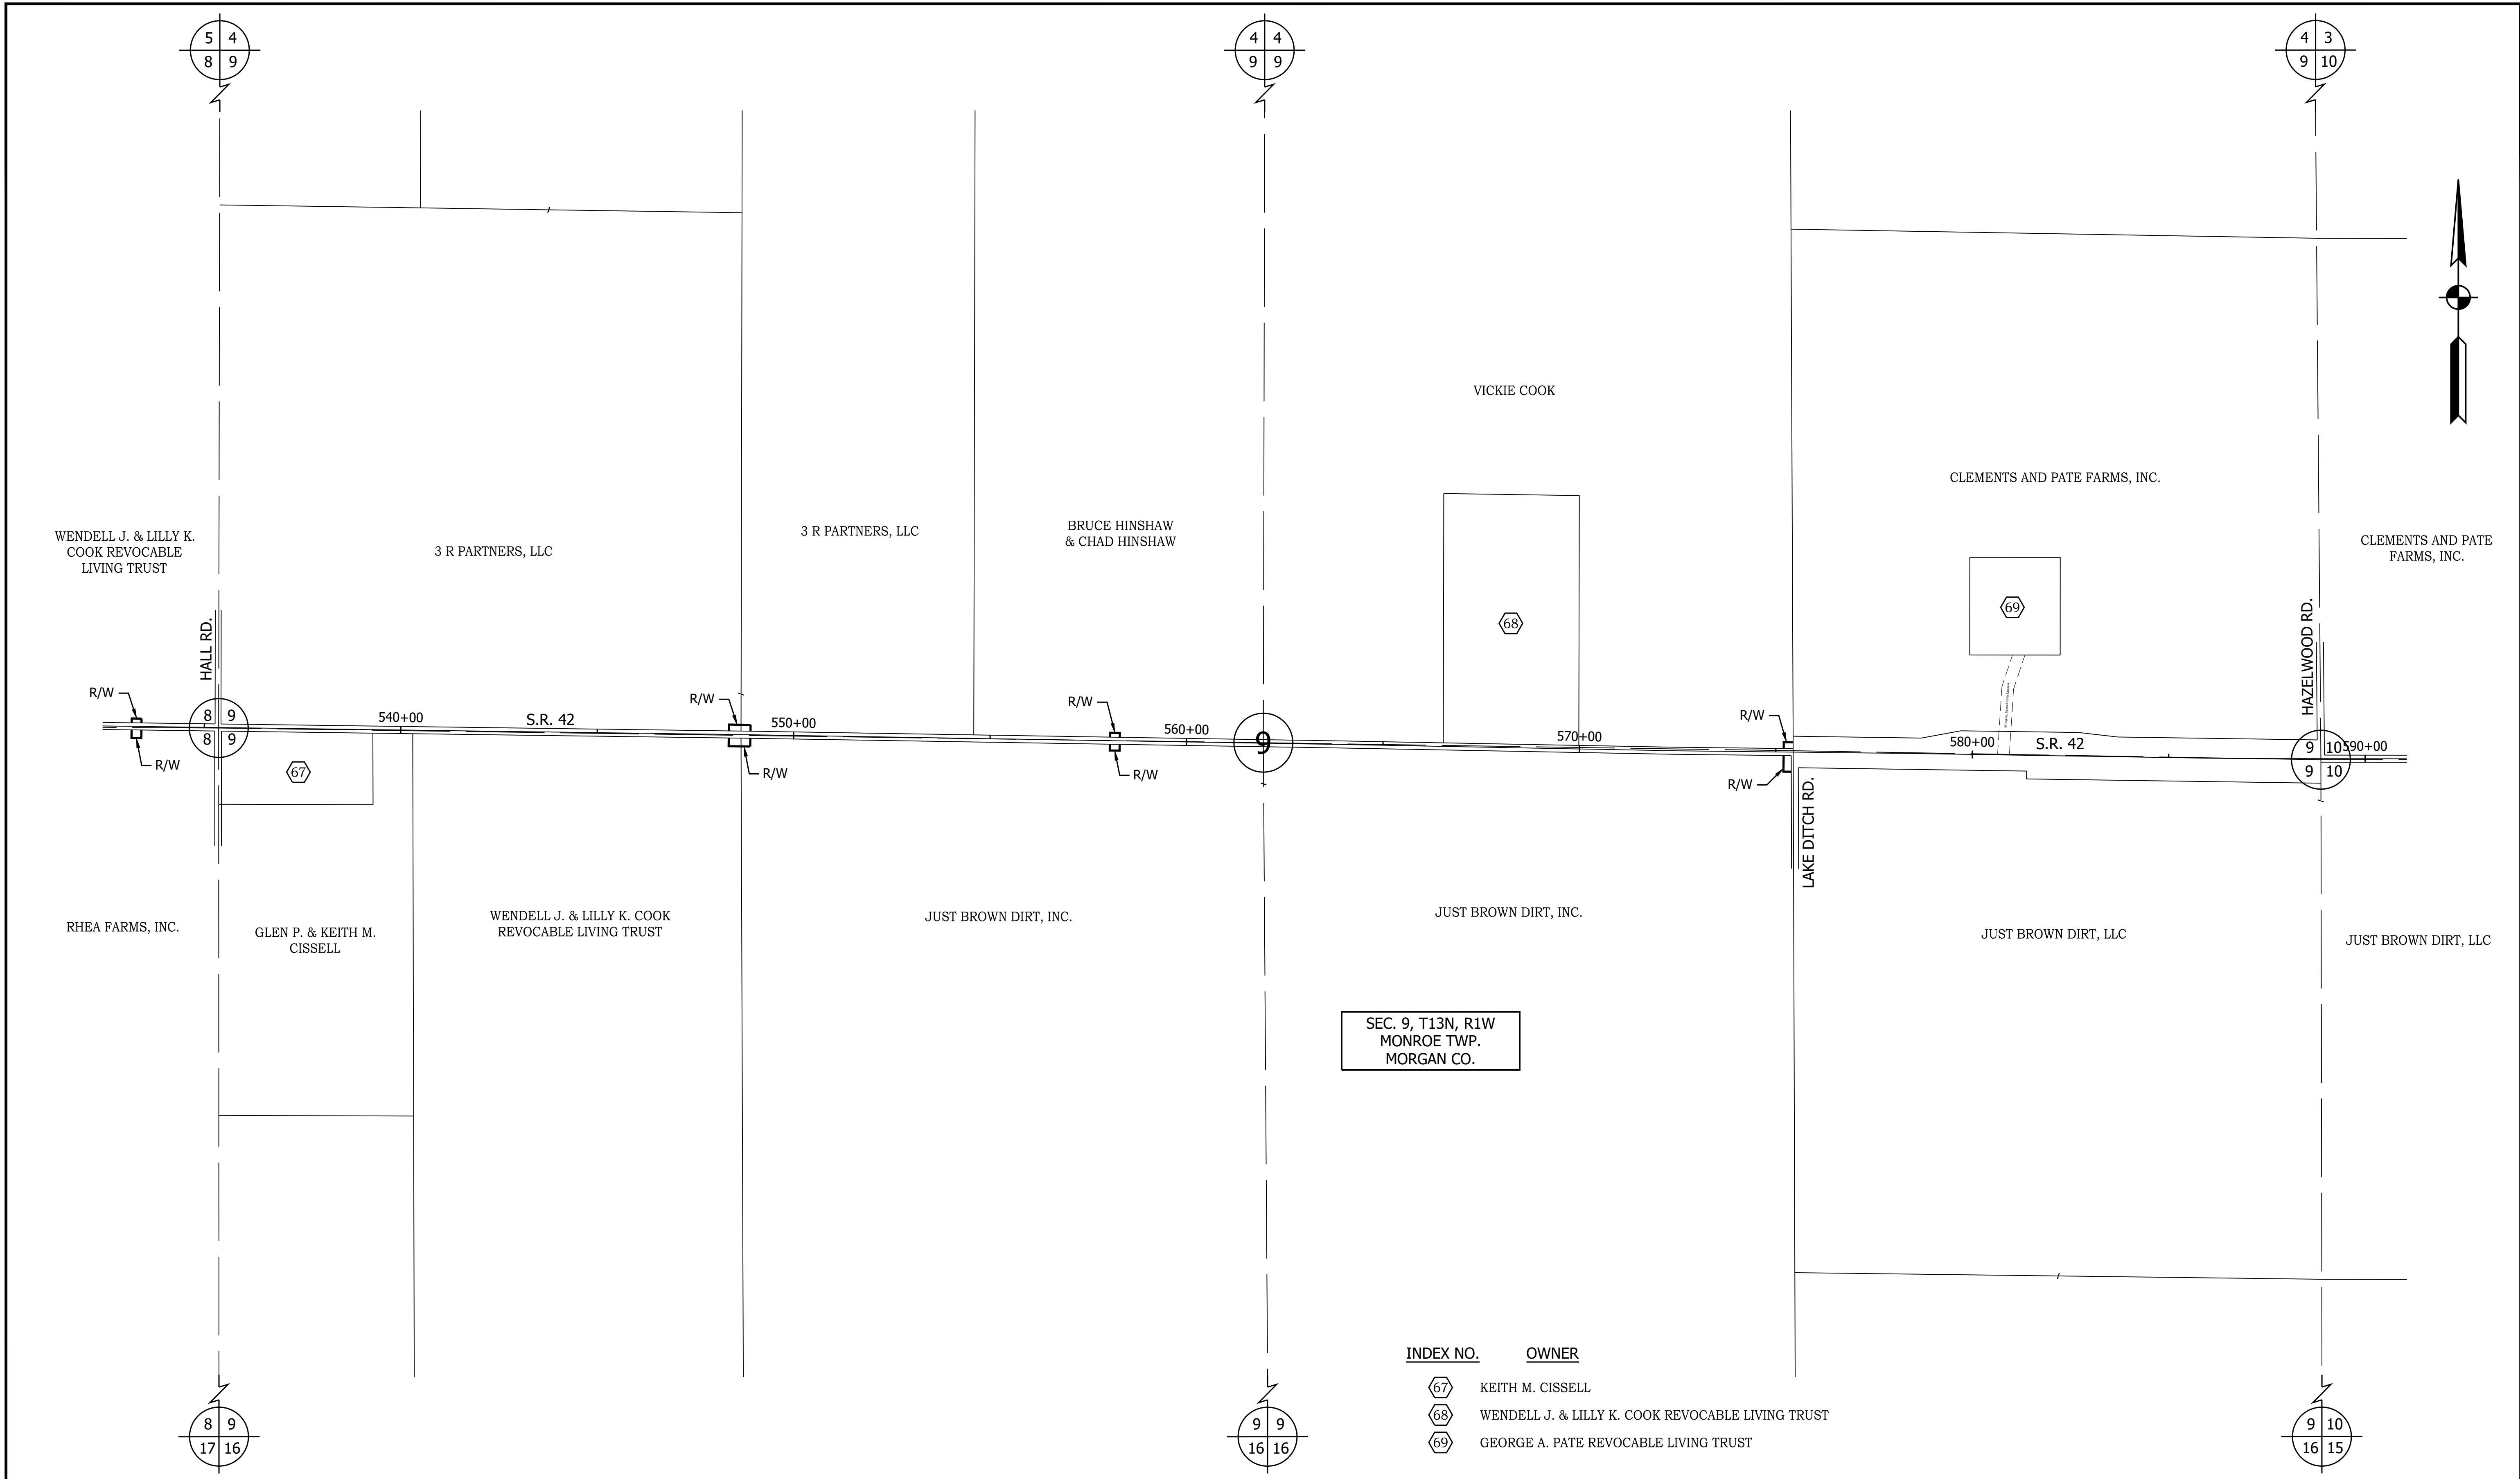 5 4
8 9
4 4
9 9
4 3
9 10
VICKIE COOK
CLEMENTS AND PATE FARMS, INC.
WENDELL J. & LILLY K.
COOK REVOCABLE
LIVING TRUST
3 R PARTNERS, LLC
3 R PARTNERS, LLC
BRUCE HINSHAW
& CHAD HINSHAW
CLEMENTS AND PATE
FARMS, INC.
68
69
HALL RD.
HAZELWOOD RD.
R/W
R/W
R/W
R/W
8 9
8 9
540+00
S.R. 42
550+00
560+00
9
570+00
580+00
S.R. 42
9 10
9 10
590+00
R/W
67
R/W
R/W
R/W
LAKE DITCH RD.
RHEA FARMS, INC.
GLEN P. & KEITH M.
CISSELL
WENDELL J. & LILLY K. COOK
REVOCABLE LIVING TRUST
JUST BROWN DIRT, INC.
JUST BROWN DIRT, INC.
JUST BROWN DIRT, LLC
JUST BROWN DIRT, LLC
SEC. 9, T13N, R1W
MONROE TWP.
MORGAN CO.
INDEX NO. OWNER
67 KEITH M. CISSELL
68 WENDELL J. & LILLY K. COOK REVOCABLE LIVING TRUST
69 GEORGE A. PATE REVOCABLE LIVING TRUST
8 9
17 16
9 9
16 16
9 10
16 15